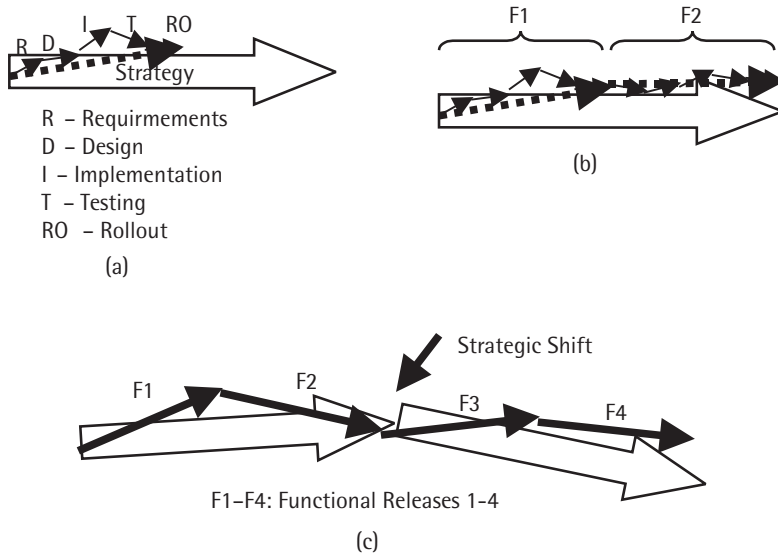 R D I T RO
Strategy
R – Requirmements
D – Design
I – Implementation
T – Testing
RO – Rollout
(a)
F1 F2
(b)
Strategic Shift
F1 F2 F3 F4
F1–F4: Functional Releases 1-4
(c)